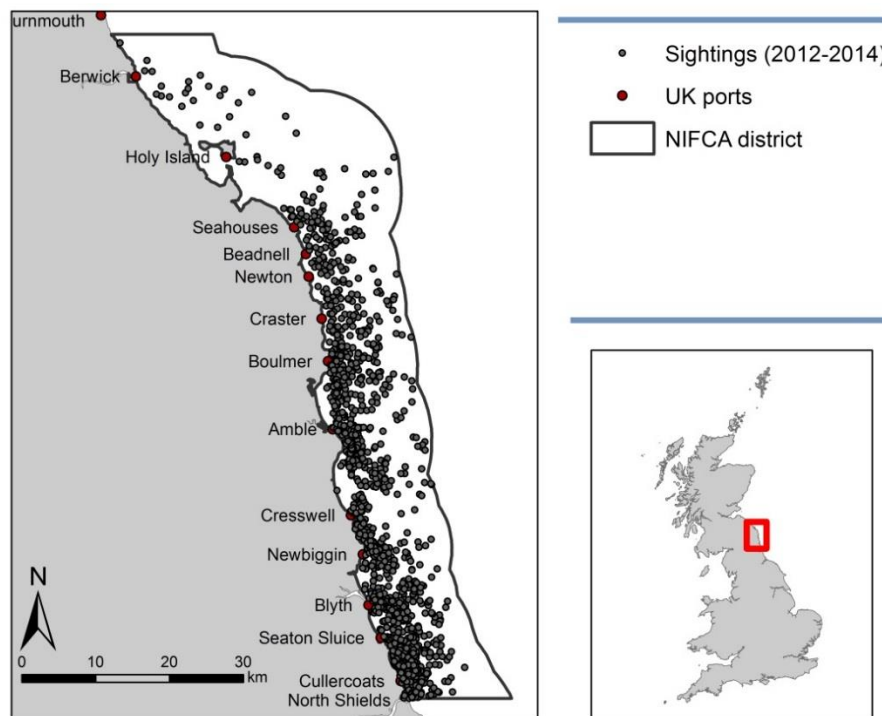 urnmouth
Berwick
Holy Island
Seahouses
Beadnell
Newton
Craster
Boulmer
Amble
Cresswell
Newbiggin
Blyth
Seaton Sluice
Cullercoats
North Shields
N
0 10 20 30
km
Sightings (2012-2014)
UK ports
NIFCA district